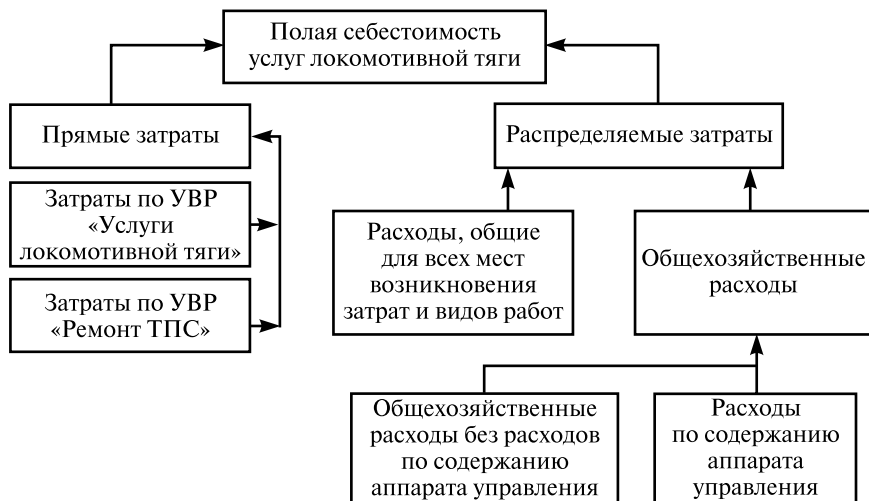 Полая себестоимость
услуг локомотивной тяги
Прямые затраты
Распределяемые затраты
Затраты по УВР
«Услуги
локомотивной тяги»
Затраты по УВР
«Ремонт ТПС»
Расходы, общие
для всех мест
возникновения
затрат и видов работ
Общехозяйственные
расходы
Общехозяйственные
расходы без расходов
по содержанию
аппарата управления
Расходы
по содержанию
аппарата
управления